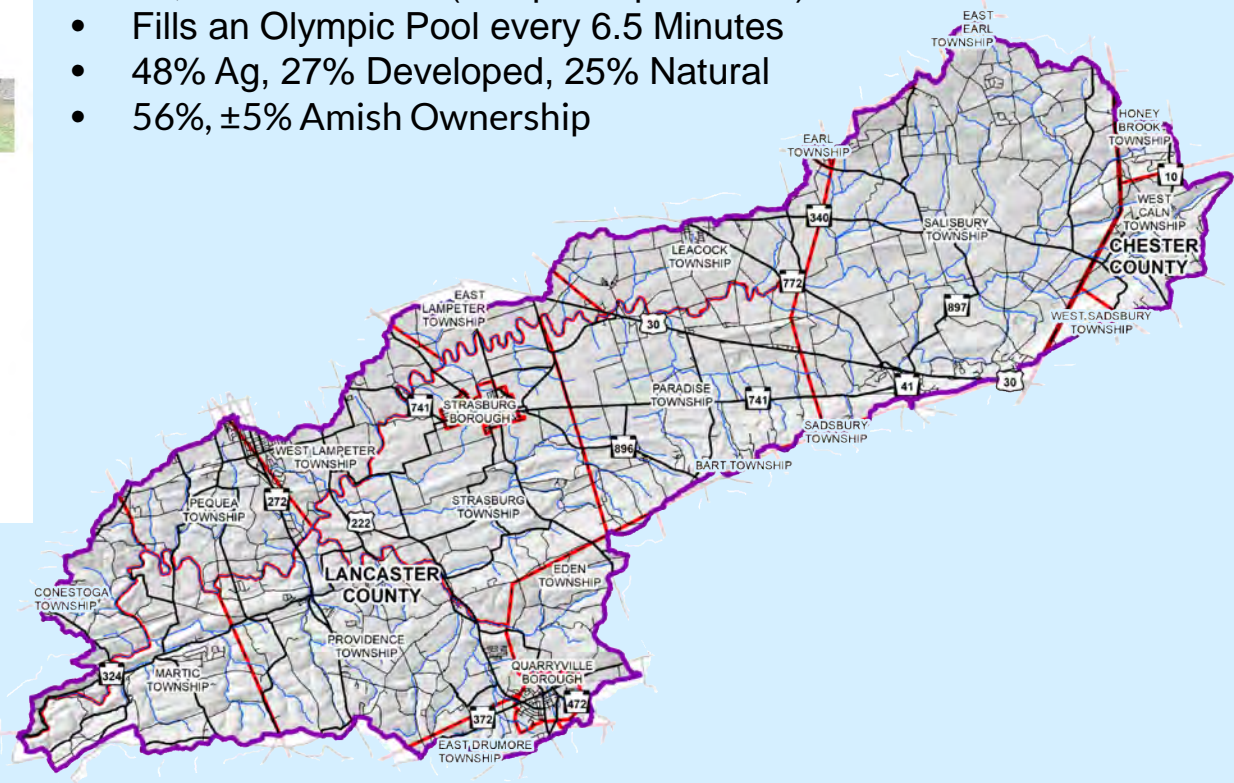 • Fills an Olympic Pool every 6.5 Minutes
• 48% Ag, 27% Developed, 25% Natural
• 56%, ±5% Amish Ownership
EAST
EARL
TOWNSHIP
HONEY
BROOK
TOWNSHIP
EARL
TOWNSHIP
10
WEST
CALN
TOWNSHIP
340
SALISBURY
TOWNSHIP
CHESTER
COUNTY
LEACOCK
TOWNSHIP
772
EAST
LAMPETER
TOWNSHIP
897
WEST SADSBURY
TOWNSHIP
30
41
30
PARADISE
TOWNSHIP
741
741
STRASBURG
BOROUGH
SADSBURY
TOWNSHIP
896
WEST LAMPETER
TOWNSHIP
BART TOWNSHIP
PEQUEA
TOWNSHIP
272
STRASBURG
TOWNSHIP
222
LANCASTER
COUNTY
EDEN
TOWNSHIP
CONESTOGA
TOWNSHIP
PROVIDENCE
TOWNSHIP
324
MARTIC
TOWNSHIP
QUARRYVILLE
BOROUGH
472
372
EAST DRUMORE
TOWNSHIP